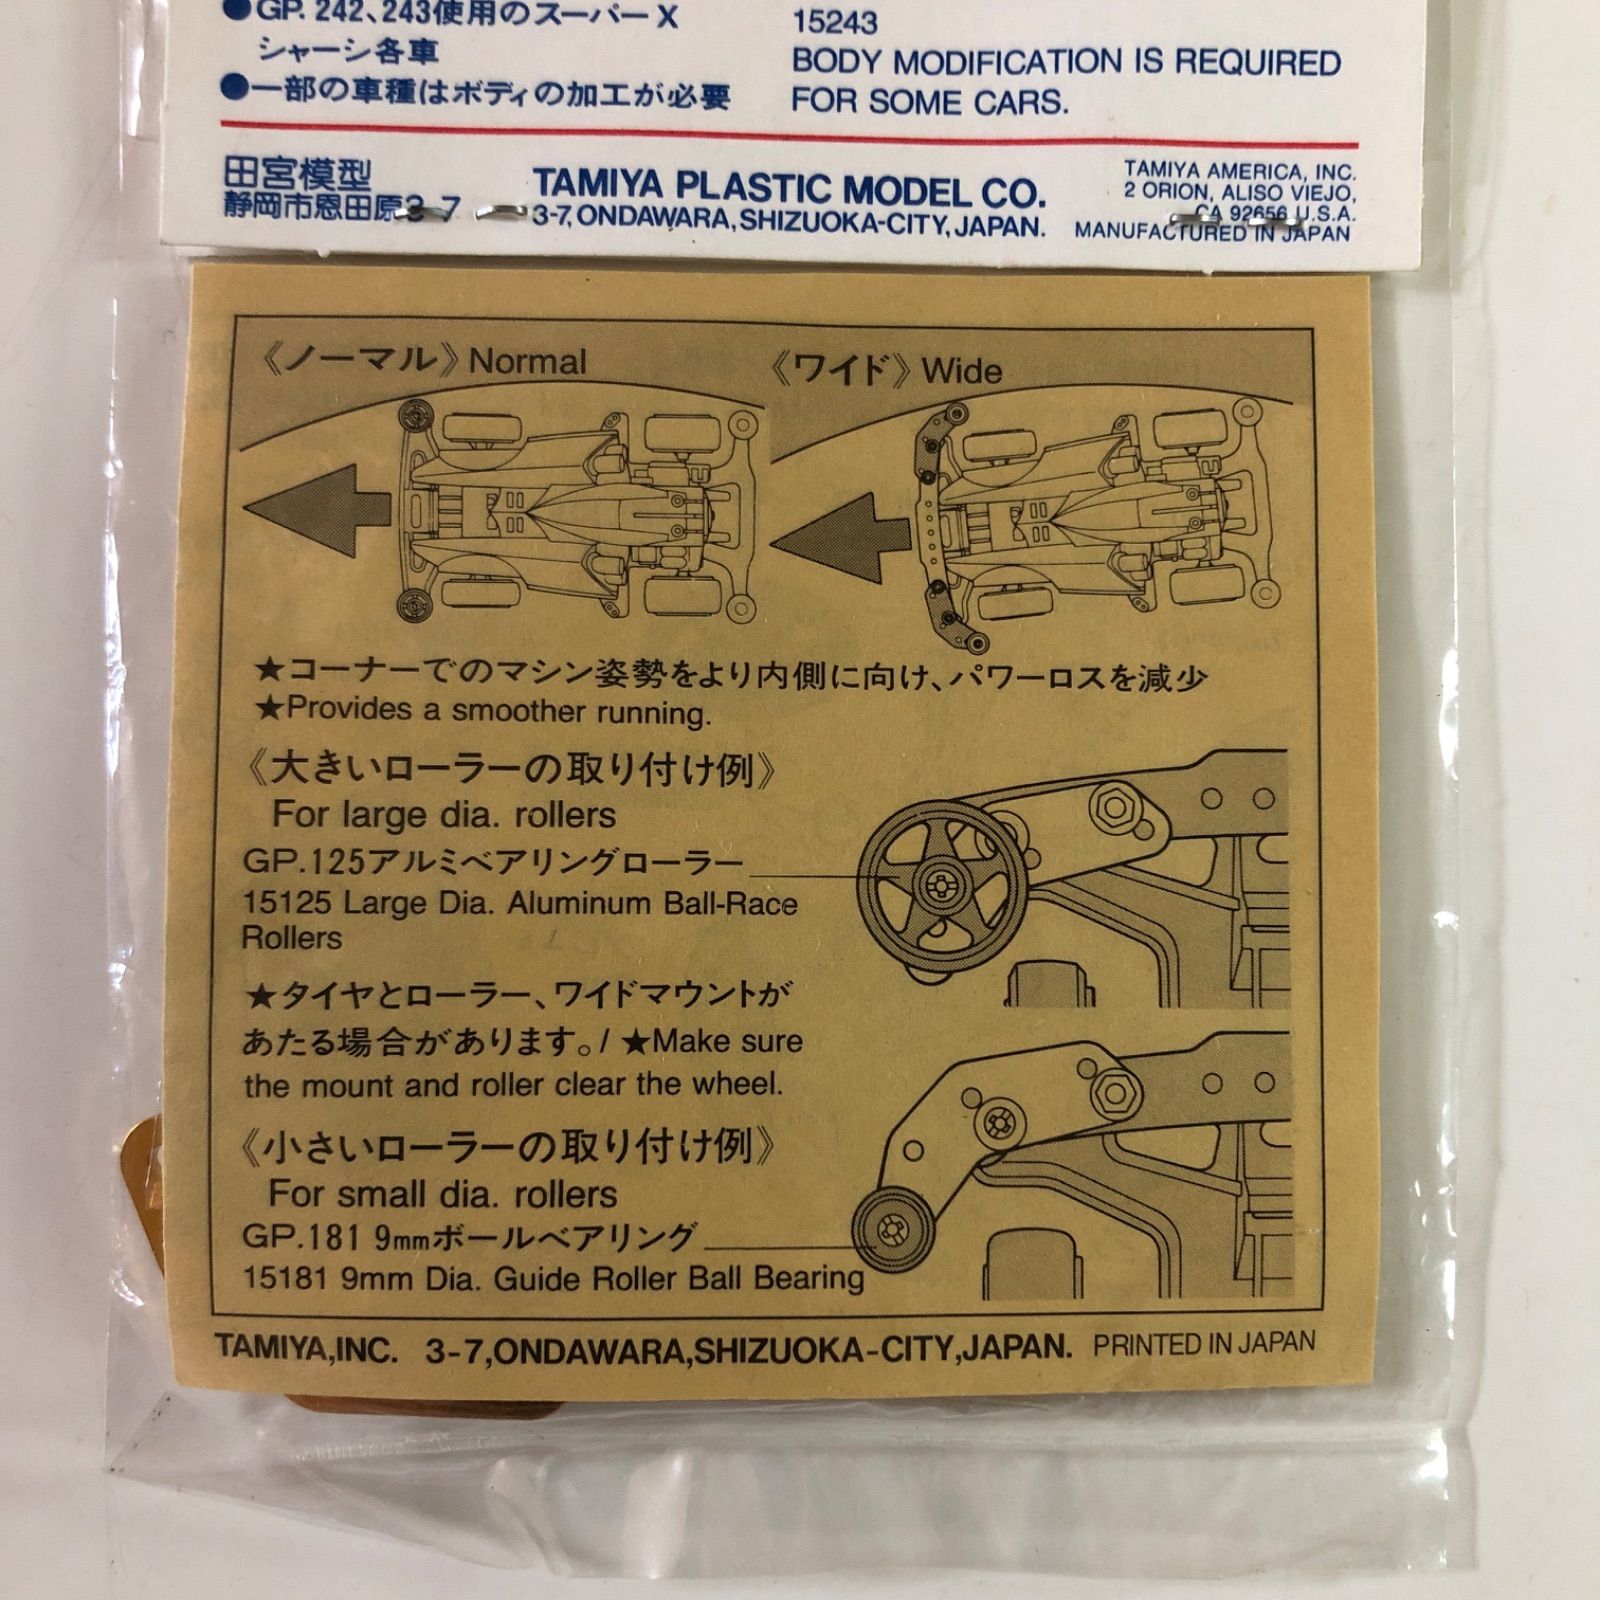 ●GP. 242、243使用のスーパーX
シャーシ各車
●一部の車種はボディの加工が必要
15243
BODY MODIFICATION IS REQUIRED
FOR SOME CARS.
田宮模型
静岡市恩田原3-7
TAMIYA PLASTIC MODEL CO.
3-7,ONDAWARA,SHIZUOKA-CITY,JAPAN.
TAMIYA AMERICA, INC.
2 ORION, ALISO VIEJO,
CA 92656 U.S.A.
MANUFACTURED IN JAPAN
《ノーマル》Normal
《ワイド》Wide
★コーナーでのマシン姿勢をより内側に向け、パワーロスを減少
★Provides a smoother running.
《大きいローラーの取り付け例》
For large dia. rollers
GP.125アルミベアリングローラー
15125 Large Dia. Aluminum Ball-Race
Rollers
★タイヤとローラー、ワイドマウントが
あたる場合があります。/ ★Make sure
the mount and roller clear the wheel.
《小さいローラーの取り付け例》
For small dia. rollers
GP.181 9mmボールベアリング
15181 9mm Dia. Guide Roller Ball Bearing
TAMIYA,INC. 3-7,ONDAWARA,SHIZUOKA-CITY,JAPAN. PRINTED IN JAPAN